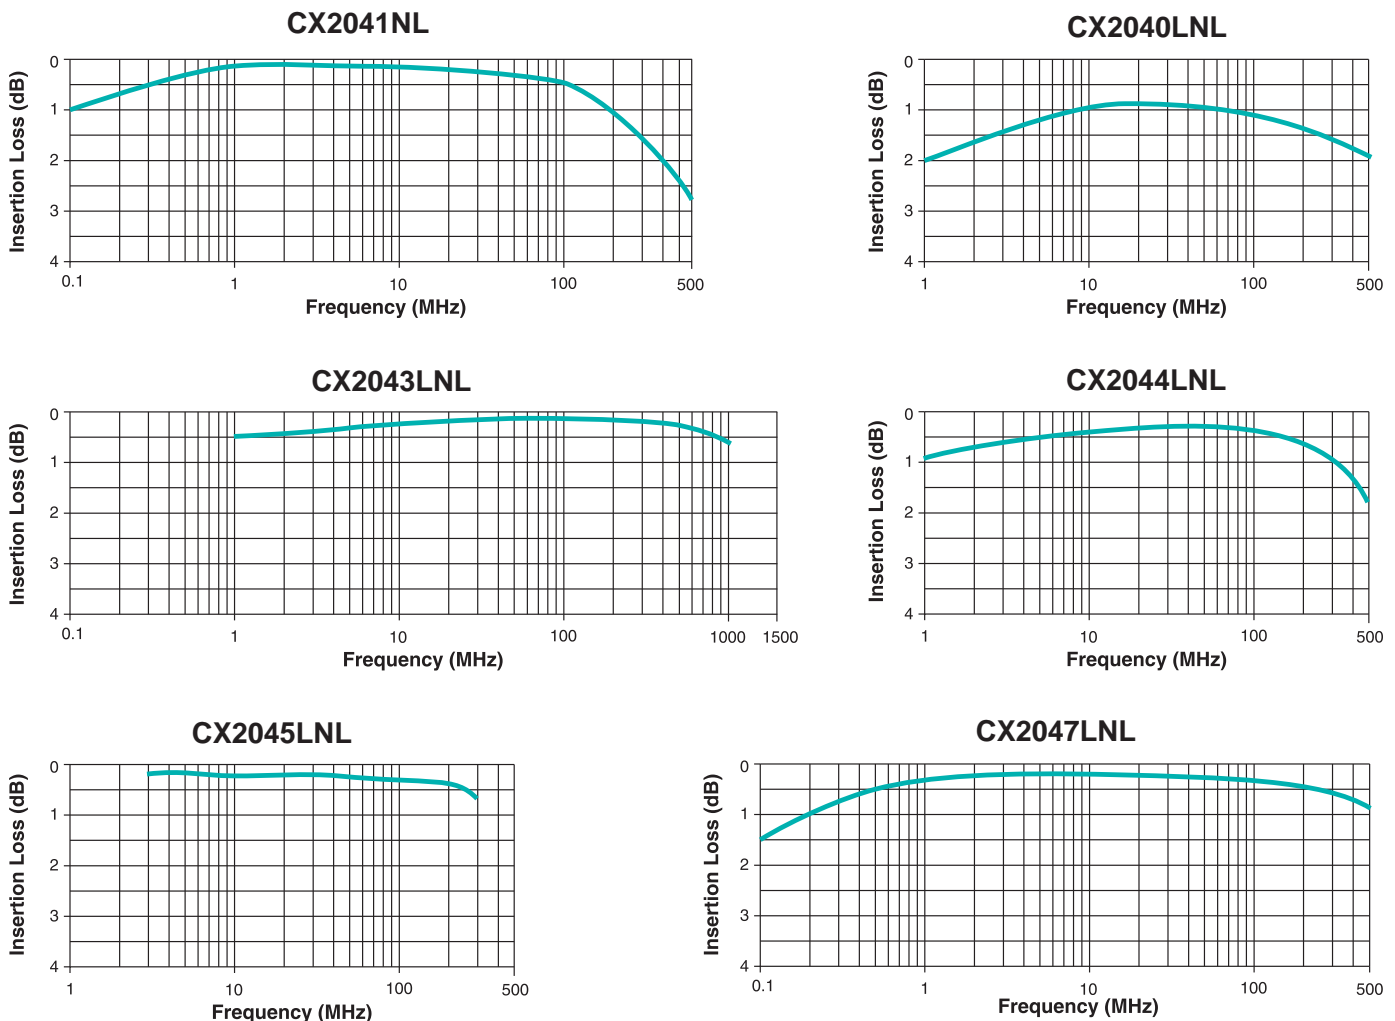 CX2041NL
Insertion Loss (dB)
0
1
2
3
4
0.1 1 10 100 500
Frequency (MHz)
CX2040LNL
Insertion Loss (dB)
0
1
2
3
4
1 10 100 500
Frequency (MHz)
CX2043LNL
Insertion Loss (dB)
0
1
2
3
4
0.1 1 10 100 1000 1500
Frequency (MHz)
CX2044LNL
Insertion Loss (dB)
0
1
2
3
4
1 10 100 500
Frequency (MHz)
CX2045LNL
Insertion Loss (dB)
0
1
2
3
4
1 10 100 500
Frequency (MHz)
CX2047LNL
Insertion Loss (dB)
0
1
2
3
4
0.1 1 10 100 500
Frequency (MHz)